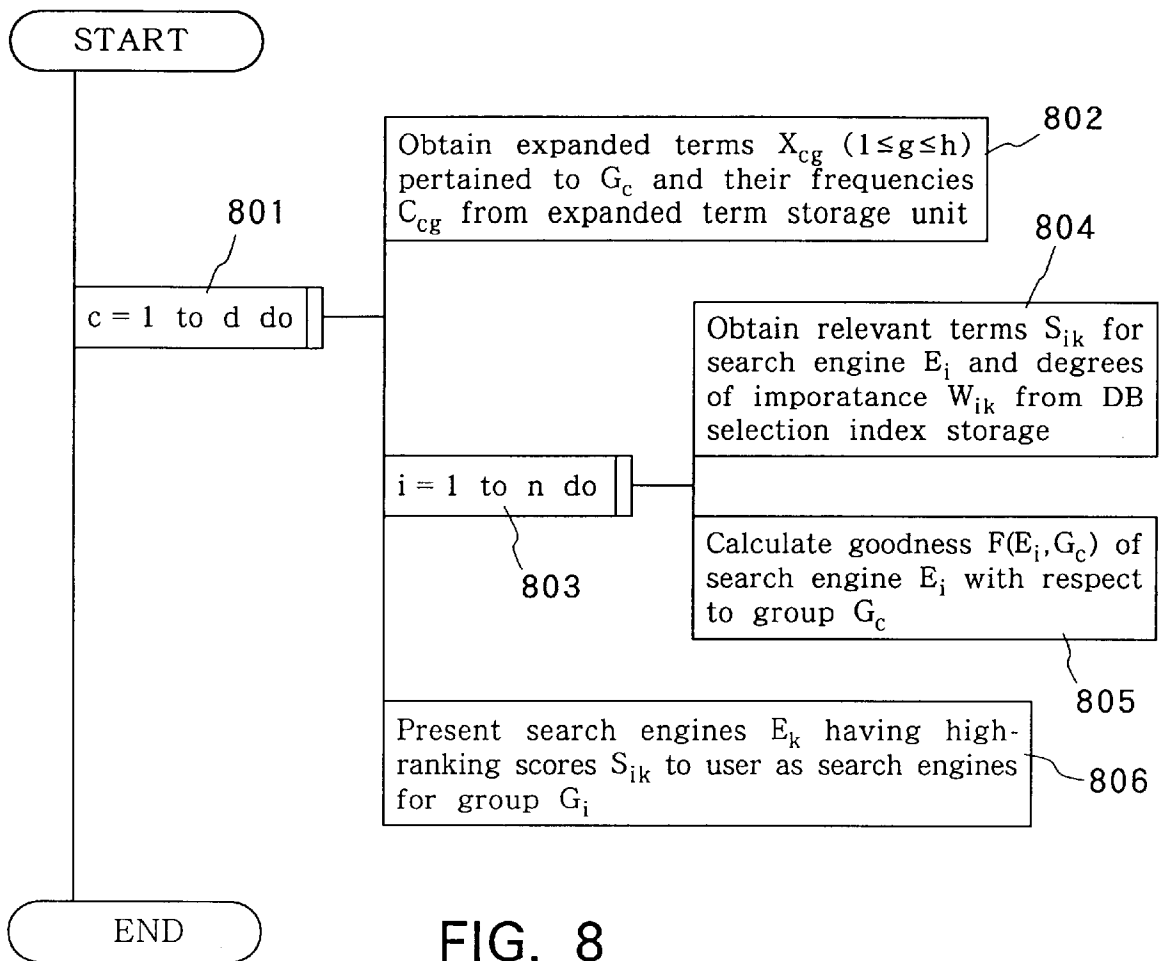 START
802
Obtain expanded terms X_cg (1≤g≤h)
pertained to G_c and their frequencies
C_cg from expanded term storage unit
801
c = 1 to d do
804
Obtain relevant terms S_ik for
search engine E_i and degrees
of imporatance W_ik from DB
selection index storage
i = 1 to n do
803
Calculate goodness F(E_i,G_c) of
search engine E_i with respect
to group G_c
805
Present search engines E_k having high-
ranking scores S_ik to user as search engines
for group G_i
806
END
FIG. 8